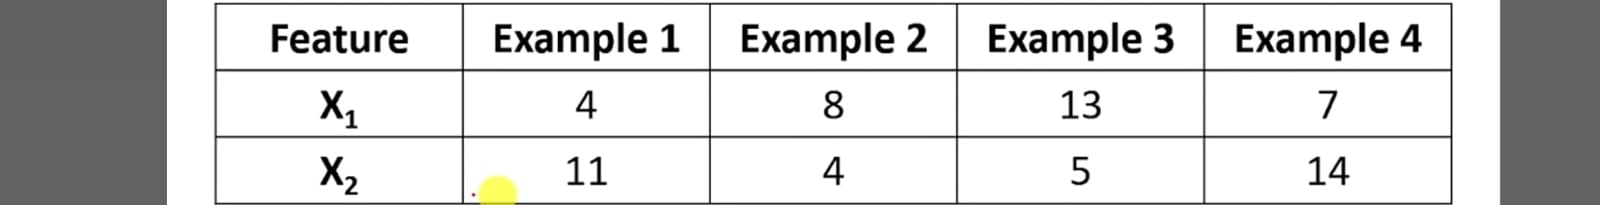 Feature Example 1 Example 2 Example 3 Example 4
X₁ 4 8 13 7
X₂ 11 4 5 14